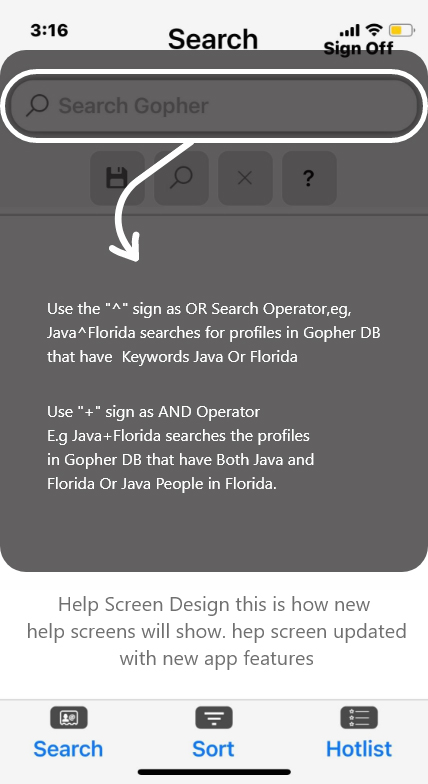 3:16
Search
Sign Off
Search Gopher
?
Use the "^" sign as OR Search Operator,eg,
Java^Florida searches for profiles in Gopher DB
that have Keywords Java Or Florida
Use "+" sign as AND Operator
E.g Java+Florida searches the profiles
in Gopher DB that have Both Java and
Florida Or Java People in Florida.
Help Screen Design this is how new
help screens will show. hep screen updated
with new app features
Search
Sort
Hotlist